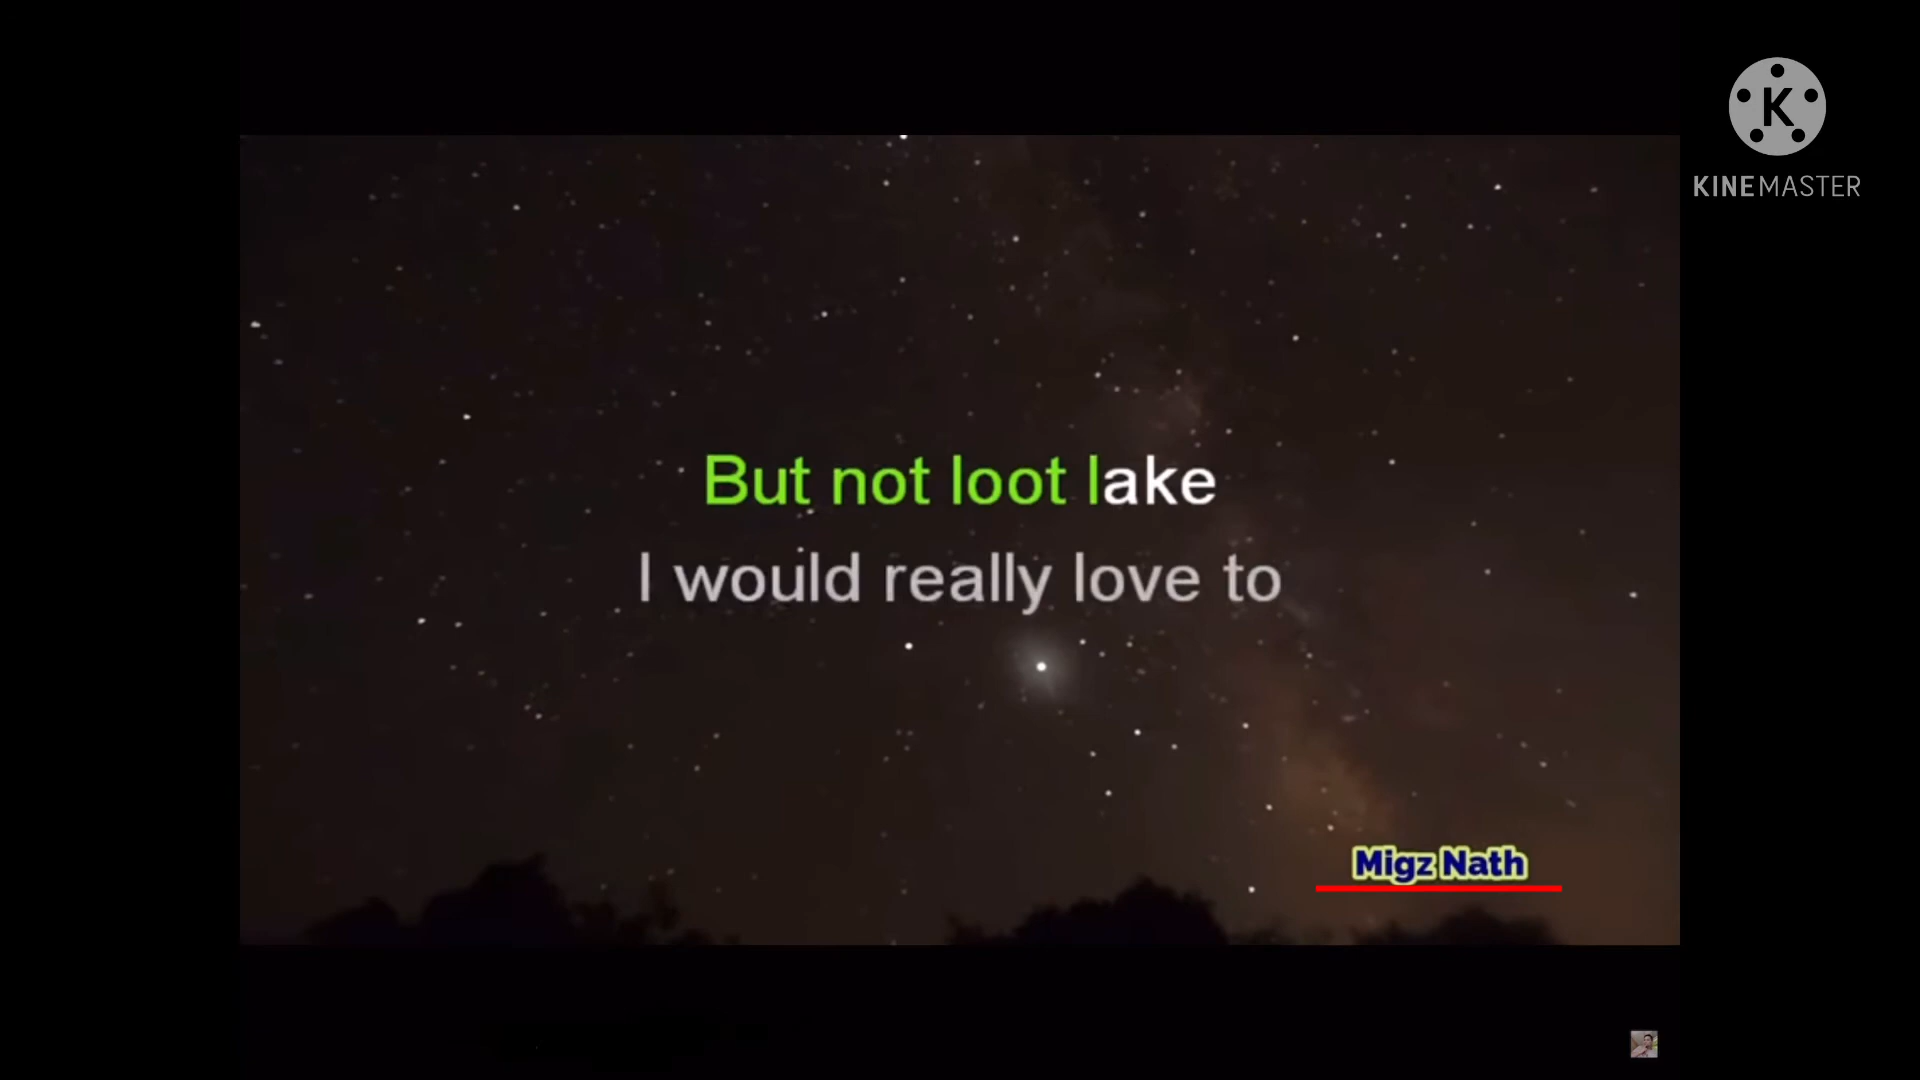 K
KINEMASTER
But not loot lake
I would really love to
Migz Nath